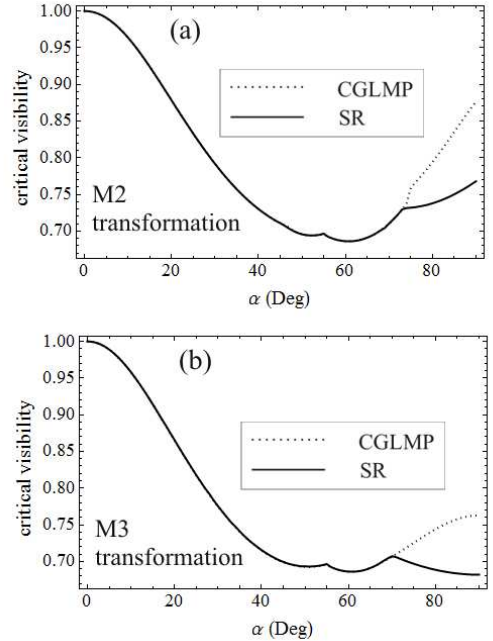 (a)
1.00
0.95
0.90
0.85
0.80
0.75
0.70
critical visibility
CGLMP
SR
M2
transformation
0 20 40 60 80
α (Deg)
(b)
1.00
0.95
0.90
0.85
0.80
0.75
0.70
critical visibility
CGLMP
SR
M3
transformation
0 20 40 60 80
α (Deg)